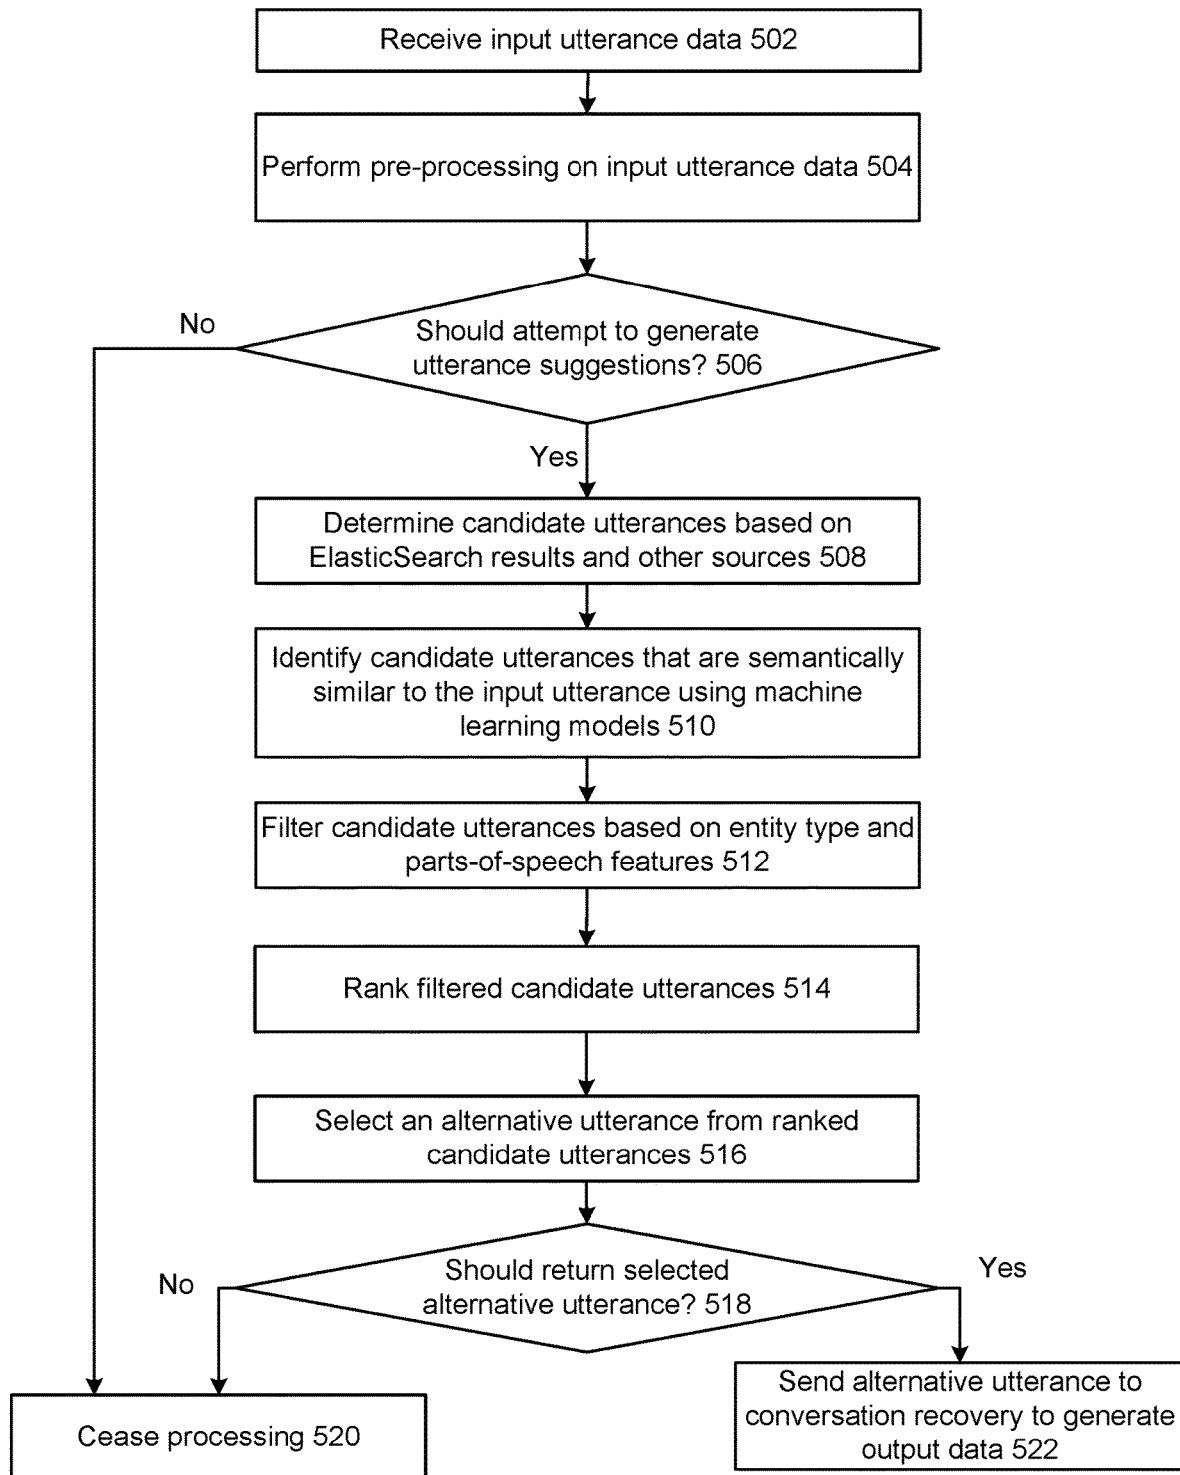 Receive input utterance data 502
Perform pre-processing on input utterance data 504
No
Should attempt to generate
utterance suggestions? 506
Yes
Determine candidate utterances based on
ElasticSearch results and other sources 508
Identify candidate utterances that are semantically
similar to the input utterance using machine
learning models 510
Filter candidate utterances based on entity type and
parts-of-speech features 512
Rank filtered candidate utterances 514
Select an alternative utterance from ranked
candidate utterances 516
No
Should return selected
alternative utterance? 518
Yes
Cease processing 520
Send alternative utterance to
conversation recovery to generate
output data 522